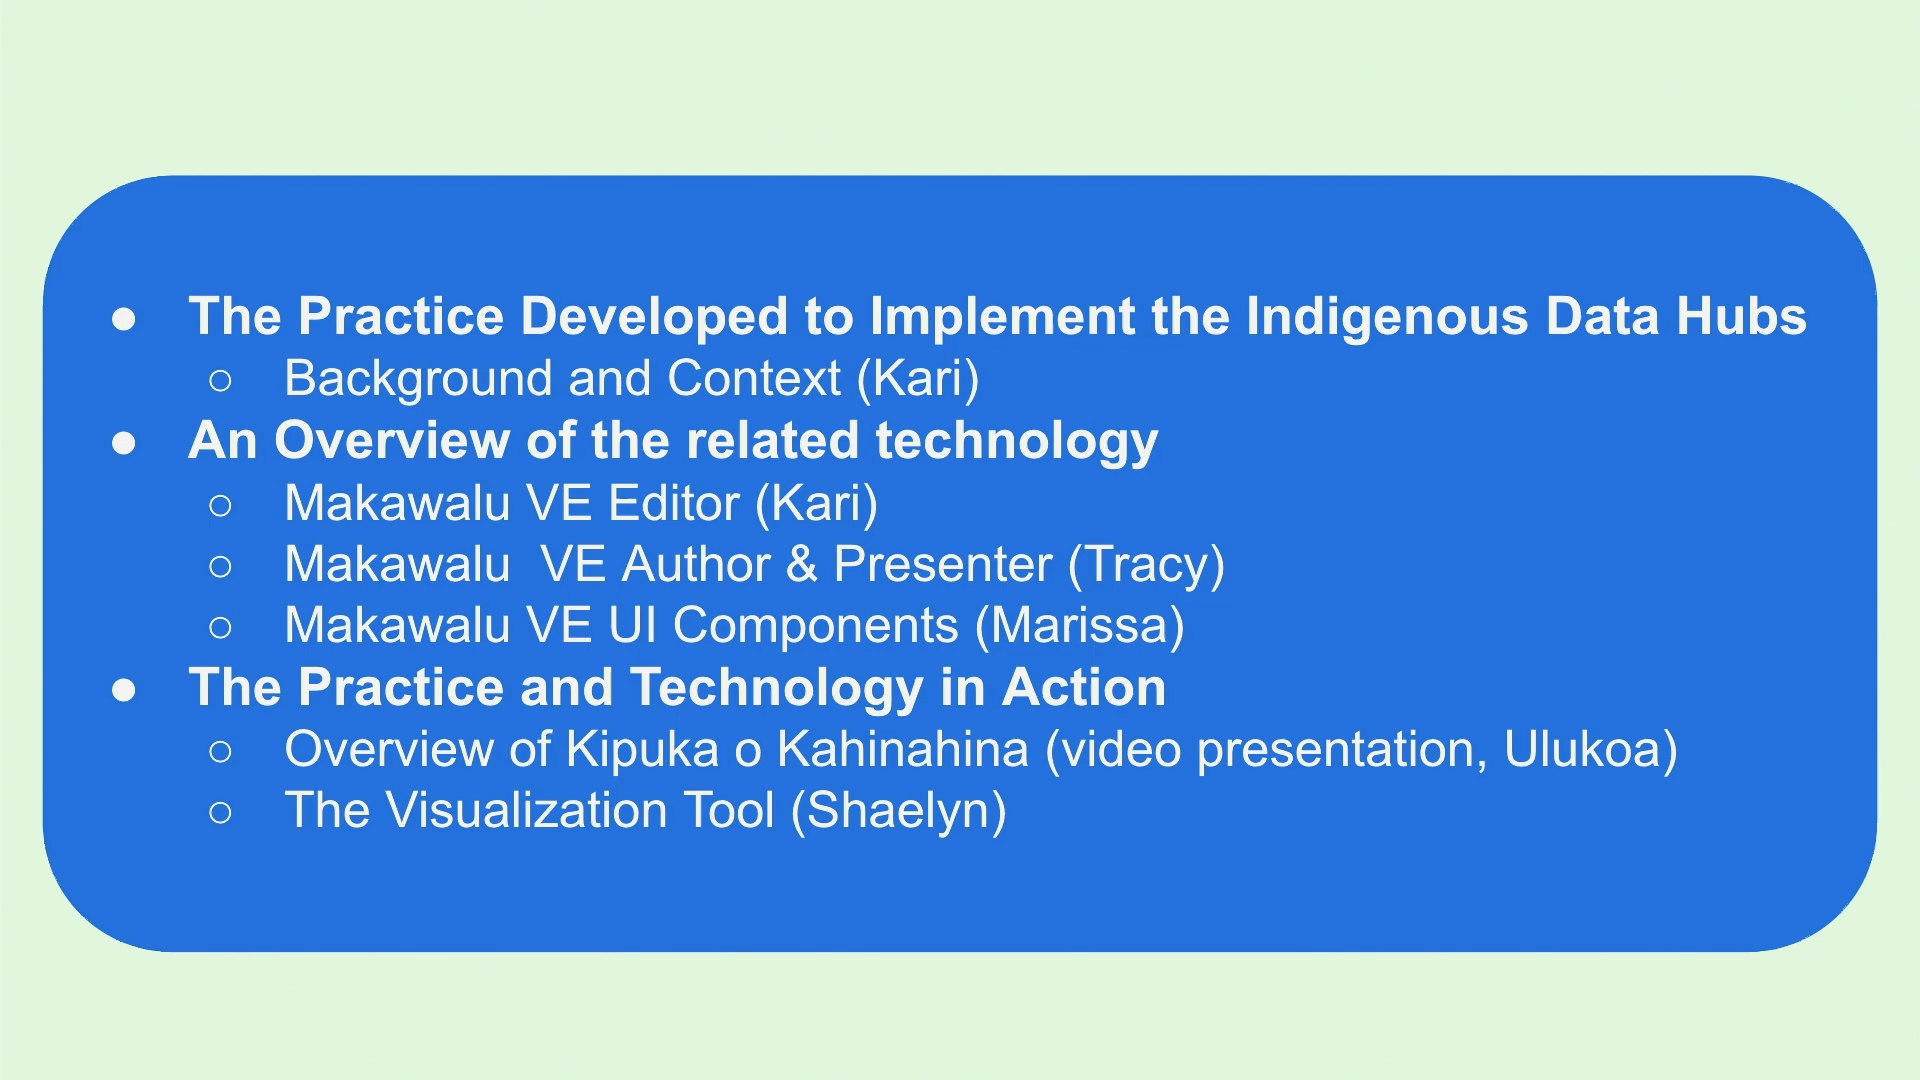 ● The Practice Developed to Implement the Indigenous Data Hubs
○ Background and Context (Kari)
● An Overview of the related technology
○ Makawalu VE Editor (Kari)
○ Makawalu  VE Author & Presenter (Tracy)
○ Makawalu VE UI Components (Marissa)
● The Practice and Technology in Action
○ Overview of Kipuka o Kahinahina (video presentation, Ulukoa)
○ The Visualization Tool (Shaelyn)